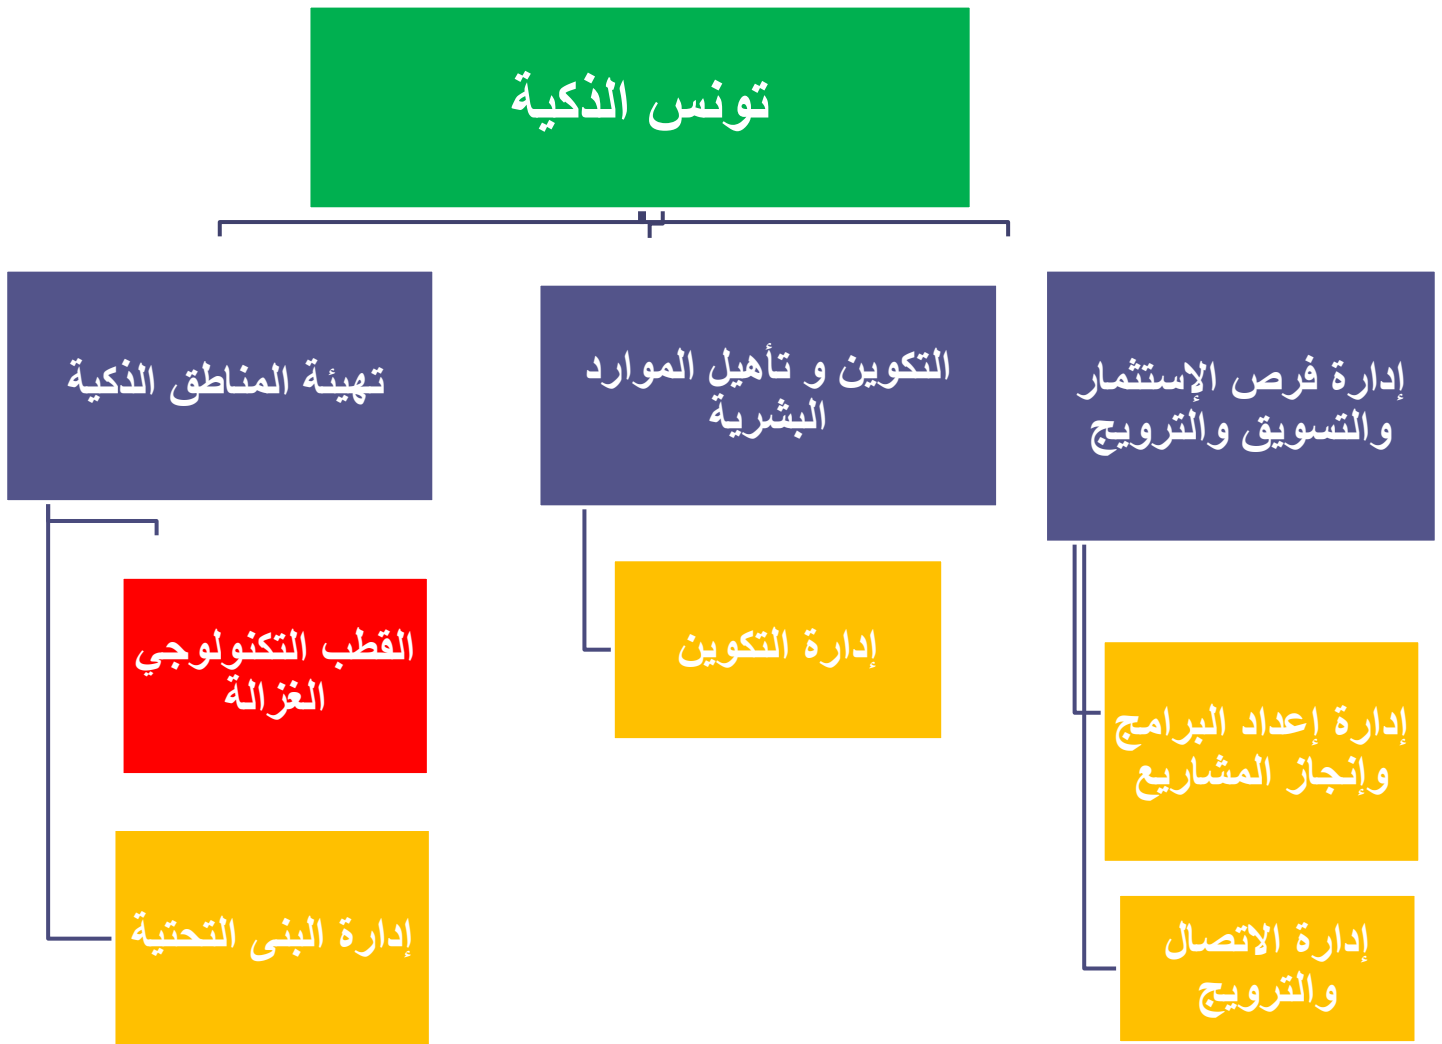 تونس الذكية
إدارة فرص الإستثمار
والتسويق والترويج
التكوين و تأهيل الموارد
البشرية
تهيئة المناطق الذكية
إدارة إعداد البرامج
وإنجاز المشاريع
إدارة الاتصال
والترويج
إدارة التكوين
القطب التكنولوجي
الغزالة
إدارة البنى التحتية